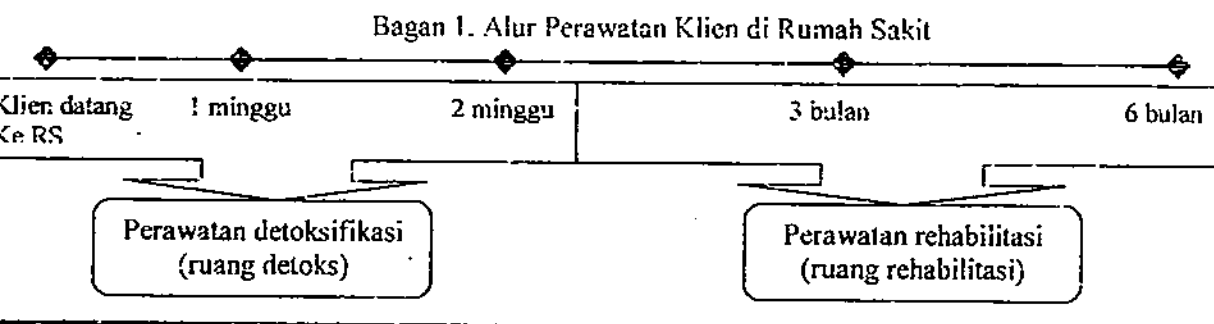 Bagan 1. Alur Perawatan Klien di Rumah Sakit
Klien datang 1 minggu 2 minggu 3 bulan 6 bulan
Ke RS
Perawatan detoksifikasi
(ruang detoks)
Perawatan rehabilitasi
(ruang rehabilitasi)